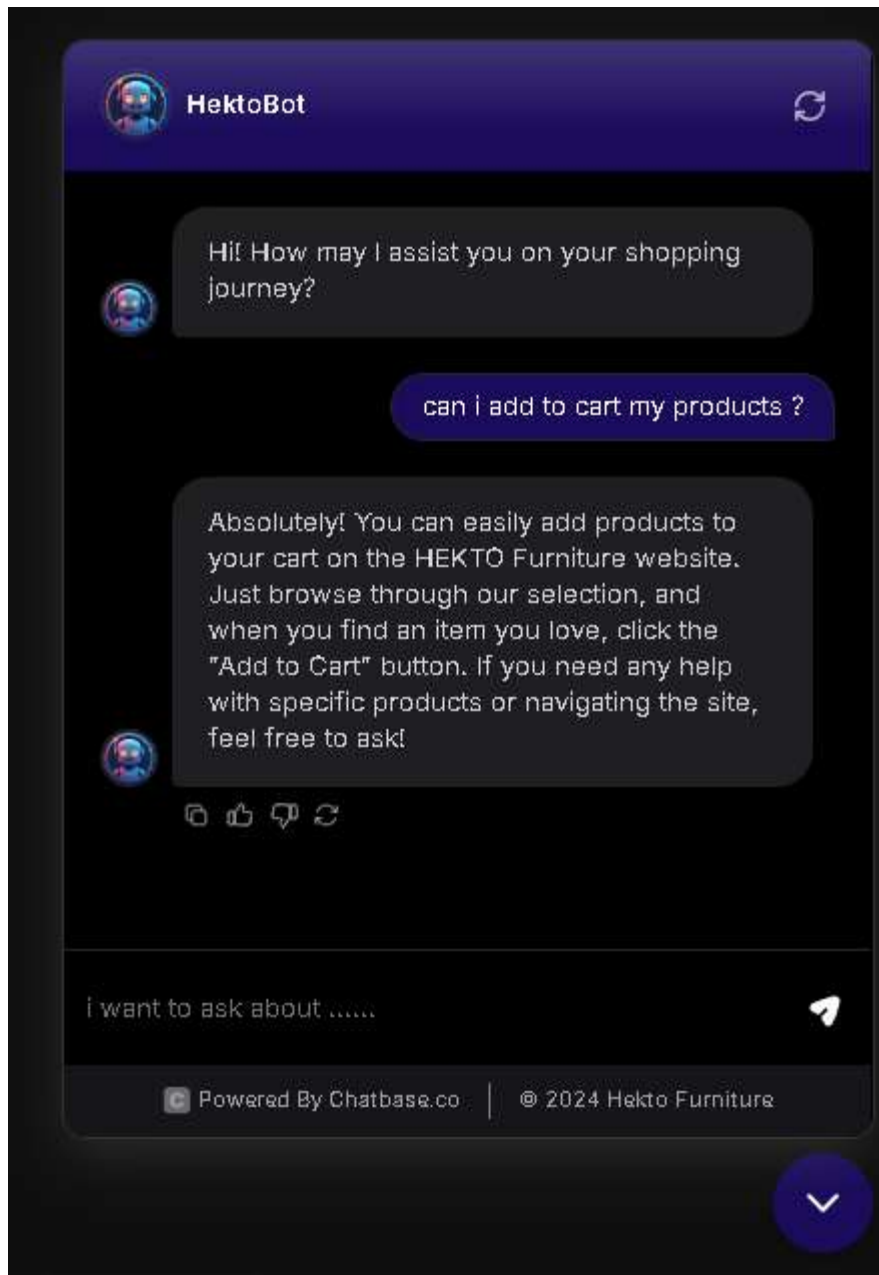 HektoBot
Hi! How may I assist you on your shopping
journey?
can i add to cart my products ?
Absolutely! You can easily add products to
your cart on the HEKTO Furniture website.
Just browse through our selection, and
when you find an item you love, click the
"Add to Cart" button. If you need any help
with specific products or navigating the site,
feel free to ask!
i want to ask about ......
C Powered By Chatbase.co | © 2024 Hekto Furniture